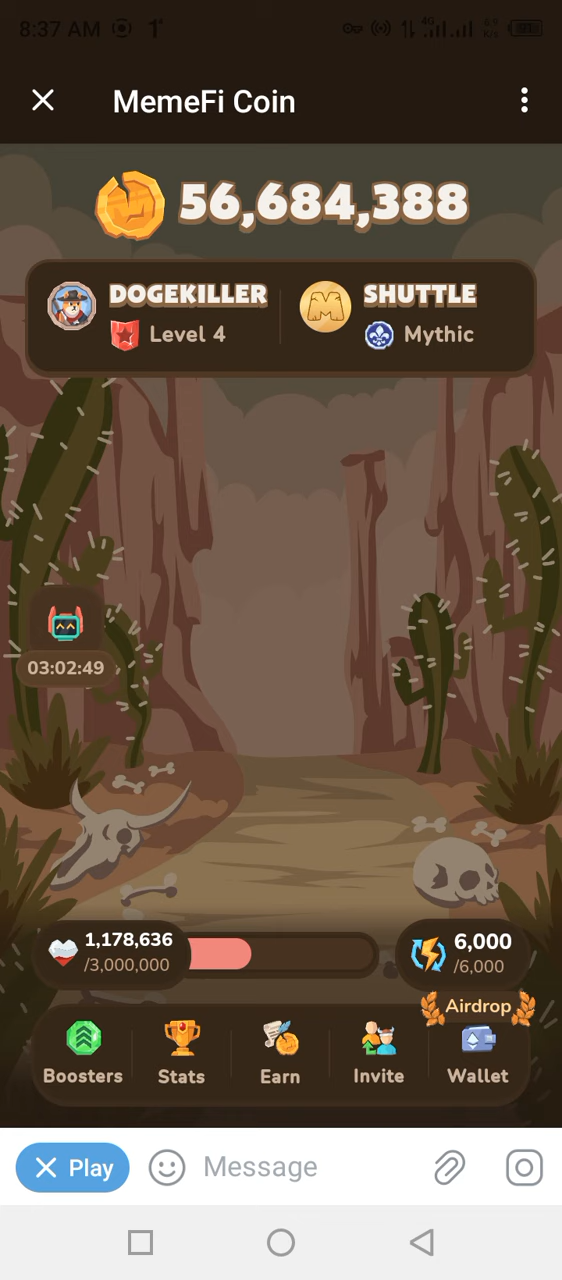 8:37 AM
4G
MemeFi Coin
56,684,388
DOGEKILLER
Level 4
SHUTTLE
Mythic
03:02:49
1,178,636
/3,000,000
6,000
/6,000
Airdrop
Boosters
Stats
Earn
Invite
Wallet
Play
Message